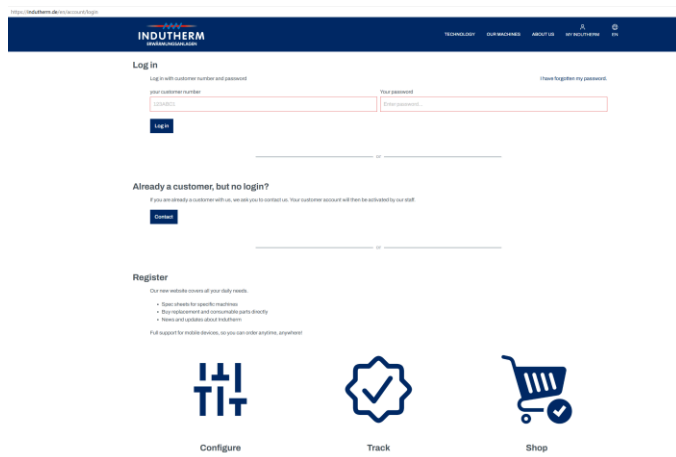 https://indutherm.de/en/account/login
INDUTHERM
ERWÄRMUNGSANLAGEN
TECHNOLOGY OUR MACHINES ABOUT US MY INDUTHERM EN
Log in
Log in with customer number and password
I have forgotten my password.
your customer number Your password
1234601 Enter password...
Log in
or
Already a customer, but no login?
If you are already a customer with us, we ask you to contact us. Your customer account will then be activated by our staff.
Contact
or
Register
Our new website covers all your daily needs.
• Spec sheets for specific machines
• Buy replacement and consumable parts directly
• News and updates about Indutherm
Full support for mobile devices, so you can order anytime, anywhere!
Configure Track Shop